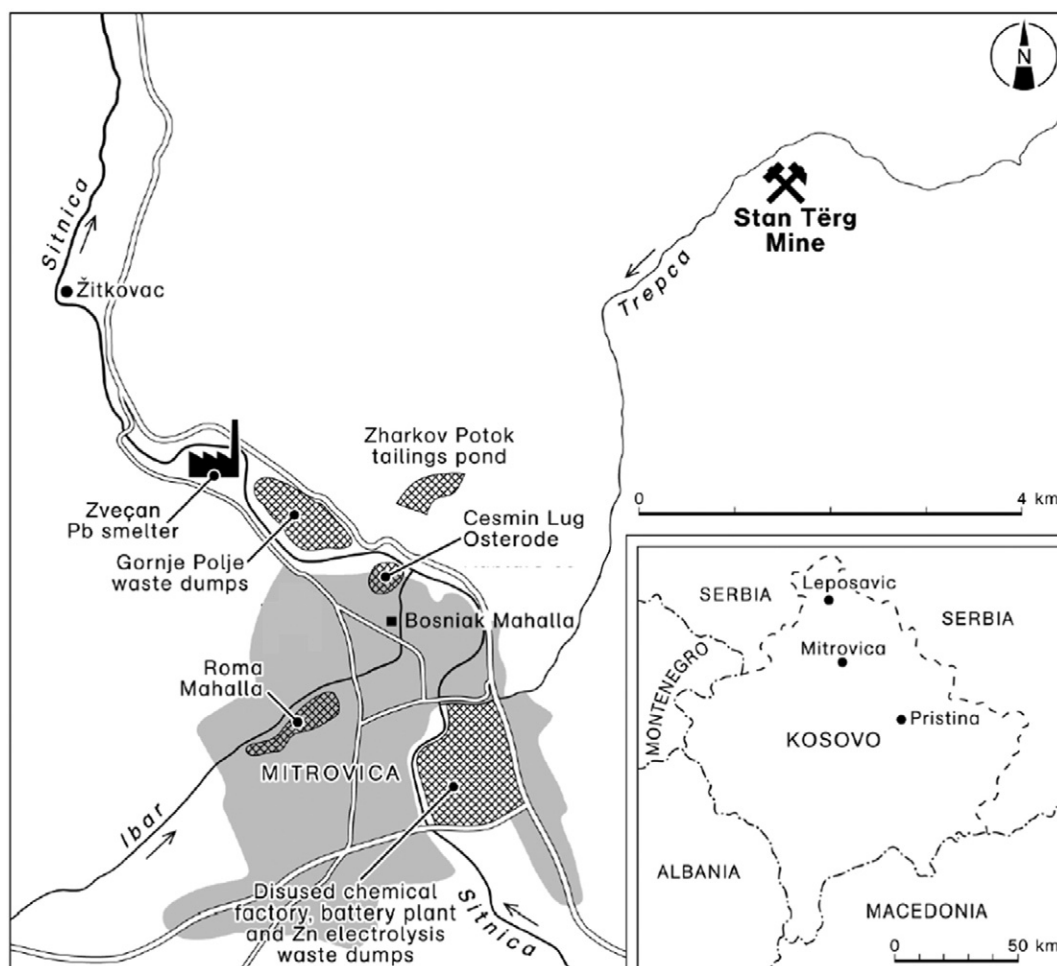 N
Stan Tërg
Mine
Trepca
Sitnica
Žitkovac
Zharkov Potok
tailings pond
Zveçan
Pb smelter
Cesmin Lug
Osterode
Gornje Polje
waste dumps
Bosniak Mahalla
Roma
Mahalla
MITROVICA
Ibar
Disused chemical
factory, battery plant
and Zn electrolysis
waste dumps
Sitnica
0
4 km
SERBIA
Leposavic
SERBIA
Mitrovica
MONTENEGRO
Pristina
KOSOVO
ALBANIA
MACEDONIA
0
50 km